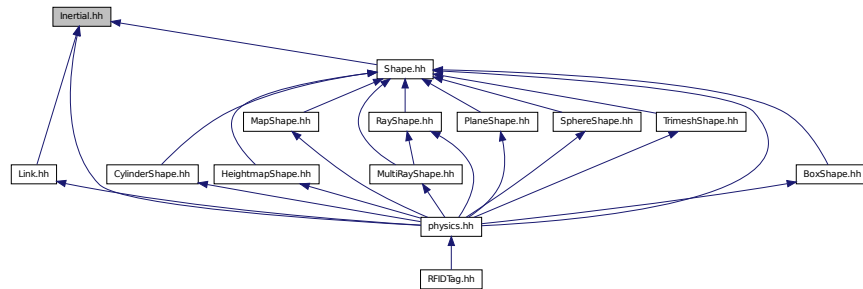 Inertial.hh
Shape.hh
MapShape.hh
RayShape.hh
PlaneShape.hh
SphereShape.hh
TrimeshShape.hh
Link.hh
CylinderShape.hh
HeightmapShape.hh
MultiRayShape.hh
BoxShape.hh
physics.hh
RFIDTag.hh